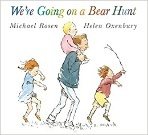 We're Going on a Bear Hunt
Michael Rosen Helen Oxenbury